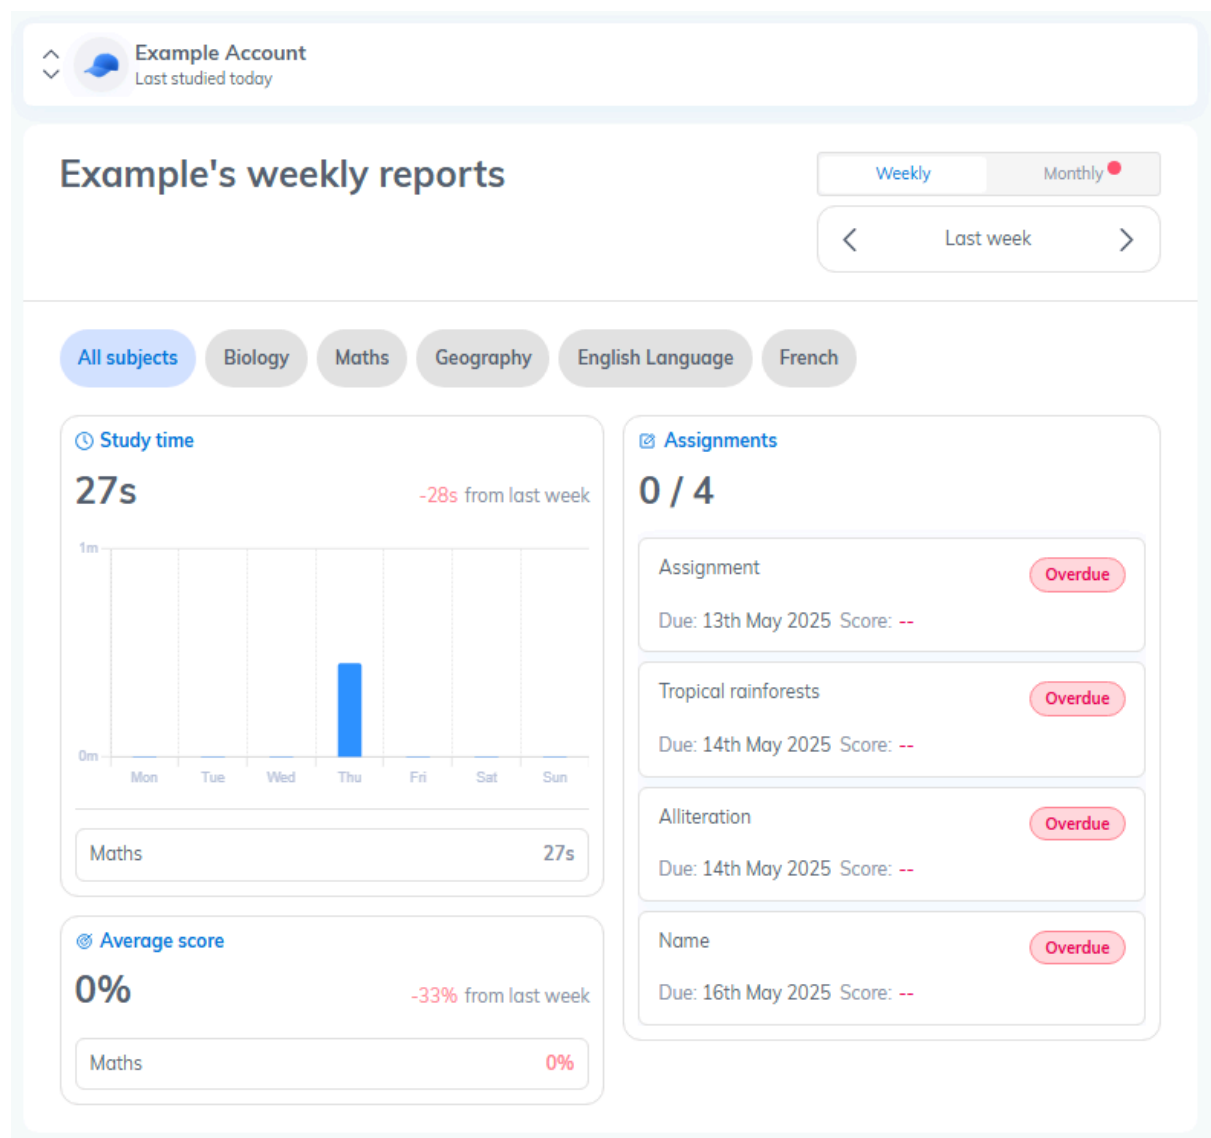 Example Account
Last studied today
Example's weekly reports
Weekly
Monthly
Last week
All subjects
Biology
Maths
Geography
English Language
French
Study time
27s
-28s from last week
1m
0m
Mon Tue Wed Thu Fri Sat Sun
Maths 27s
Average score
0%
-33% from last week
Maths 0%
Assignments
0 / 4
Assignment
Overdue
Due: 13th May 2025 Score: --
Tropical rainforests
Overdue
Due: 14th May 2025 Score: --
Alliteration
Overdue
Due: 14th May 2025 Score: --
Name
Overdue
Due: 16th May 2025 Score: --